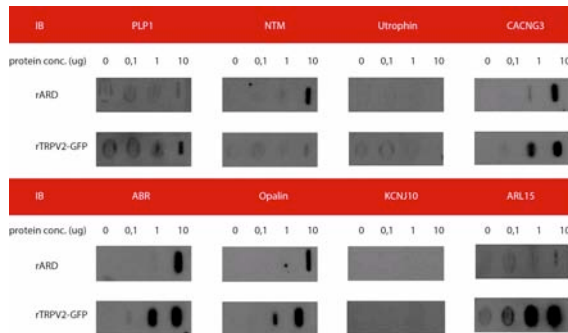 IB PLP1 NTM Utrophin CACNG3
protein conc. (ug) 0 0,1 1 10 0 0,1 1 10 0 0,1 1 10 0 0,1 1 10
rARD
rTRPV2-GFP
IB ABR Opalin KCNJ10 ARL15
protein conc. (ug) 0 0,1 1 10 0 0,1 1 10 0 0,1 1 10 0 0,1 1 10
rARD
rTRPV2-GFP